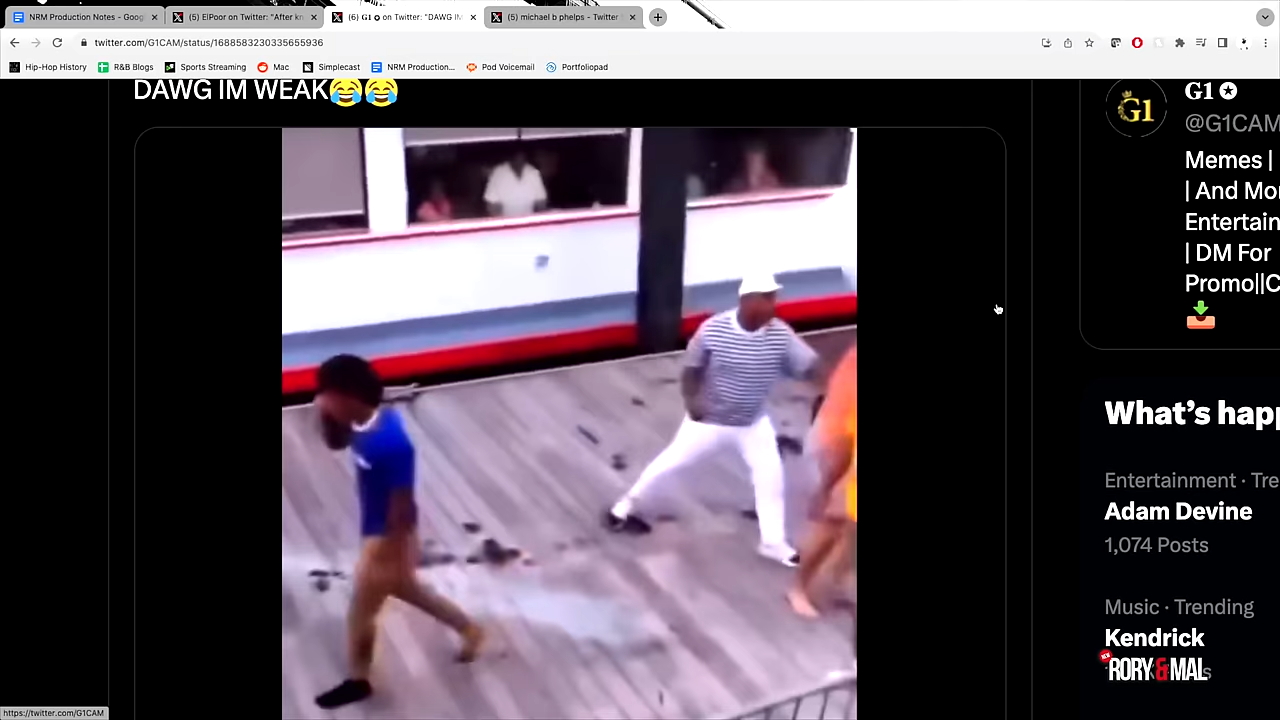 NRM Production Notes - Goog
(5) ElPoor on Twitter: "After kn
(6) G1 ✪ on Twitter: "DAWG IM
(5) michael b phelps - Twitter
twitter.com/G1CAM/status/1688583230335655936
Hip-Hop History
R&B Blogs
Sports Streaming
Mac
Simplecast
NRM Production...
Pod Voicemail
Portfoliopad
DAWG IM WEAK😂😂
G1
G1 ✪
@G1CAM
Memes |
| And Mo
Entertain
| DM For
Promo||C
📥
What's hap
Entertainment · Tre
Adam Devine
1,074 Posts
Music · Trending
Kendrick
NEW
RORY & MAL
https://twitter.com/G1CAM